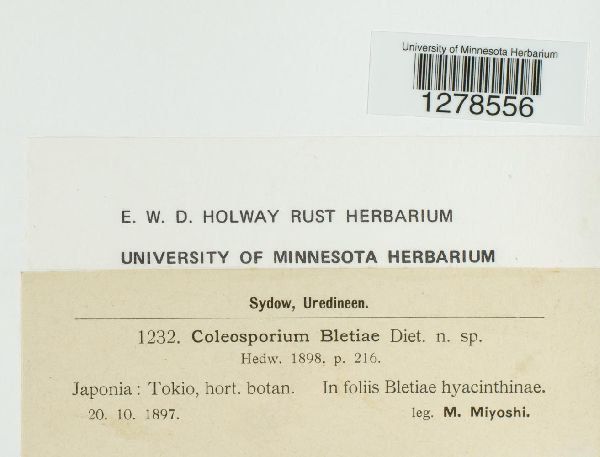 University of Minnesota Herbarium
1278556
E. W. D. HOLWAY RUST HERBARIUM
UNIVERSITY OF MINNESOTA HERBARIUM
Sydow, Uredineen.
1232. Coleosporium Bletiae Diet. n. sp.
Hedw. 1898. p. 216.
Japonia : Tokio, hort. botan. In foliis Bletiae hyacinthinae.
20. 10. 1897. leg. M. Miyoshi.